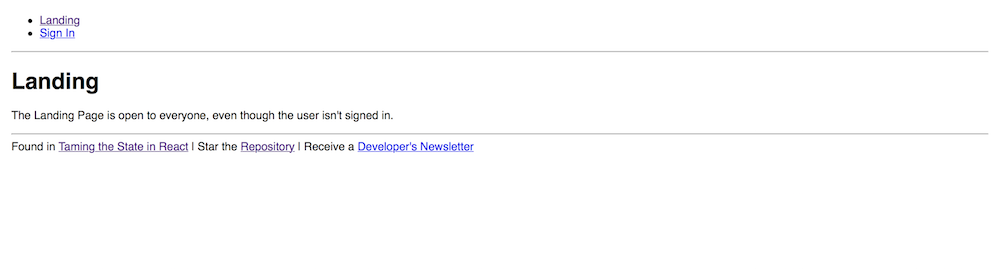 Landing
Sign In
Landing
The Landing Page is open to everyone, even though the user isn't signed in.
Found in Taming the State in React | Star the Repository | Receive a Developer's Newsletter